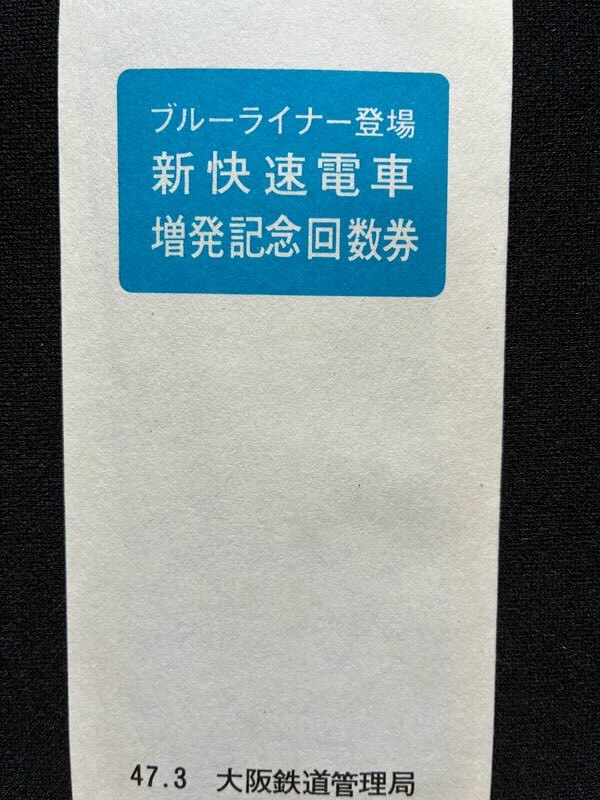 ブルーライナー登場
新快速電車
増発記念回数券
47.3 大阪鉄道管理局